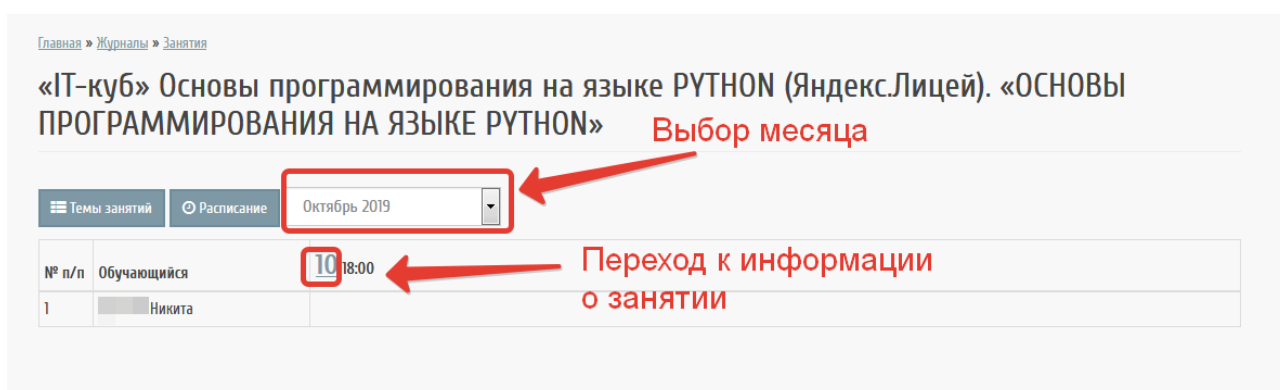 Главная » Журналы » Занятия
«IT-куб» Основы программирования на языке PYTHON (Яндекс.Лицей). «ОСНОВЫ
ПРОГРАММИРОВАНИЯ НА ЯЗЫКЕ PYTHON»
Выбор месяца
Темы занятий Расписание Октябрь 2019
№ п/п Обучающийся 10 18:00
Переход к информации
о занятии
1 Никита